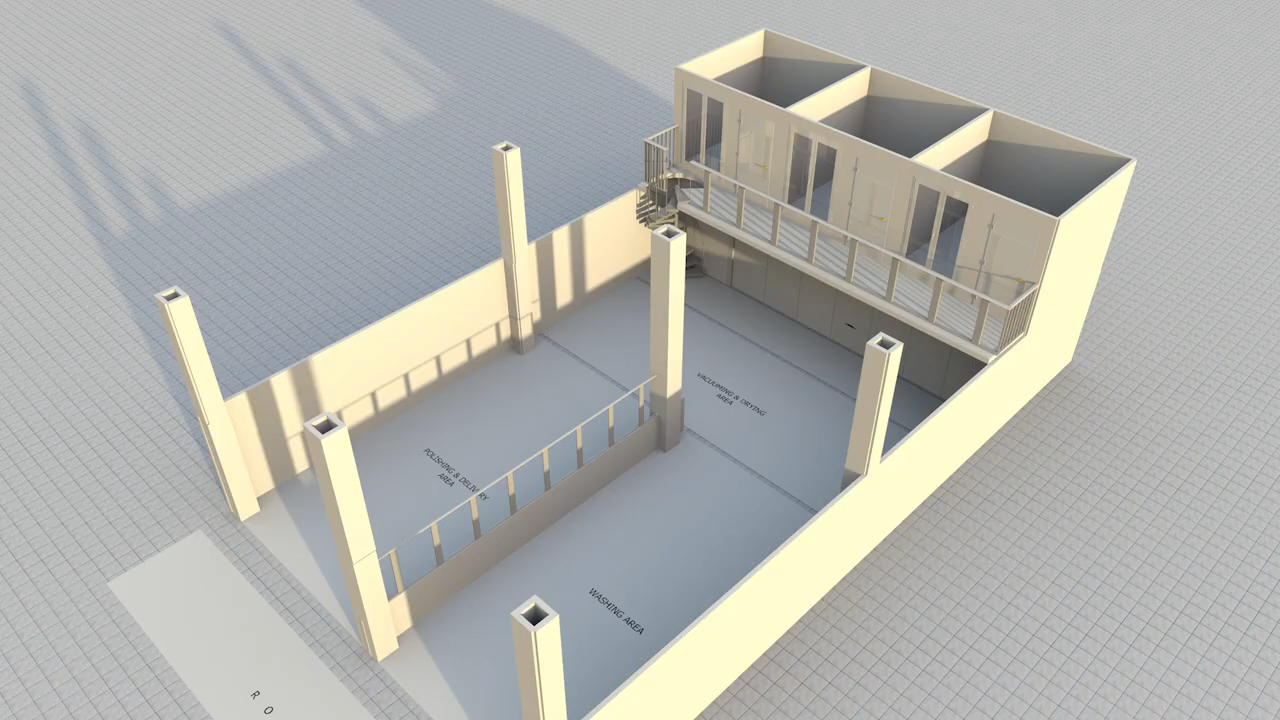 VACUUMING & DRYING
AREA
POLISHING & DELIVERY
AREA
WASHING AREA
R O